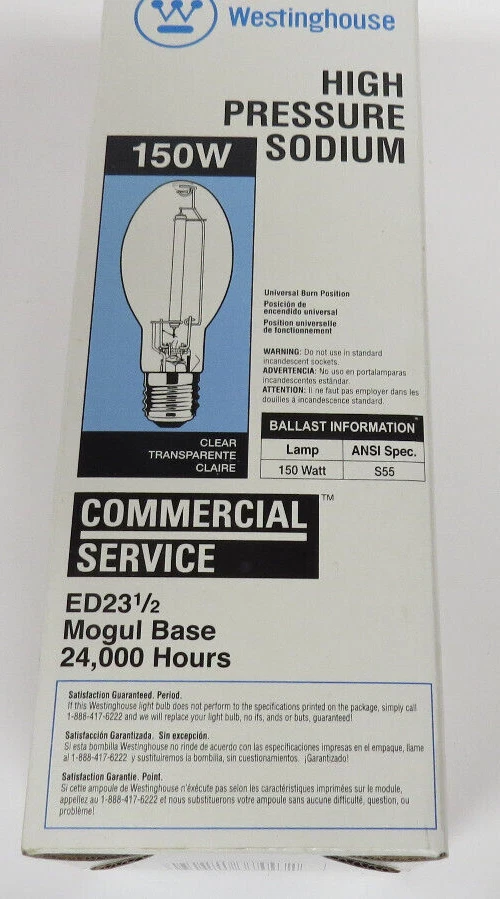 Westinghouse
HIGH
PRESSURE
SODIUM
150W
Universal Burn Position
Posición de
encendido universal
Position universelle
de fonctionnement
WARNING: Do not use in standard
incandescent sockets.
ADVERTENCIA: No uso en portalamparas
incandescentes estándar.
ATTENTION: Il ne faut pas employer dans les
douilles à incandescence standard.
BALLAST INFORMATION
Lamp ANSI Spec.
150 Watt S55
CLEAR
TRANSPARENTE
CLAIRE
COMMERCIAL™
SERVICE
ED23½
Mogul Base
24,000 Hours
Satisfaction Guaranteed. Period.
If this Westinghouse light bulb does not perform to the specifications printed on the package, simply call
1-888-417-6222 and we will replace your light bulb, no ifs, ands or buts, guaranteed!
Satisfacción Garantizada. Sin excepción.
Si esta bombilla Westinghouse no rinde de acuerdo con las especificaciones impresas en el empaque, llame
al 1-888-417-6222 y sustituiremos la bombilla, sin cuestionamientos. ¡Garantizado!
Satisfaction Garantie. Point.
Si cette ampoule de Westinghouse n'éxécute pas selon les caractéristiques imprimées sur le module,
appellez au 1-888-417-6222 et nous substituerons votre ampoule sans aucune difficulté, question, ou
problème!